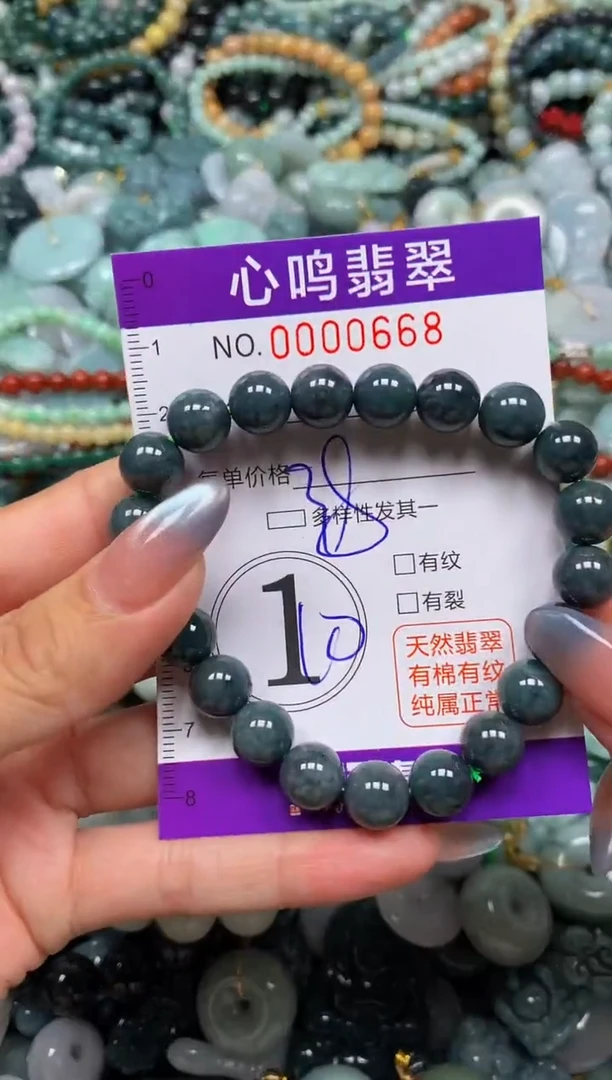 0
心鸣翡翠
1
NO.0000668
2
每单价格
多样性发其一
有纹
1
10
有裂
天然翡翠
有棉有纹
纯属正常
7
8